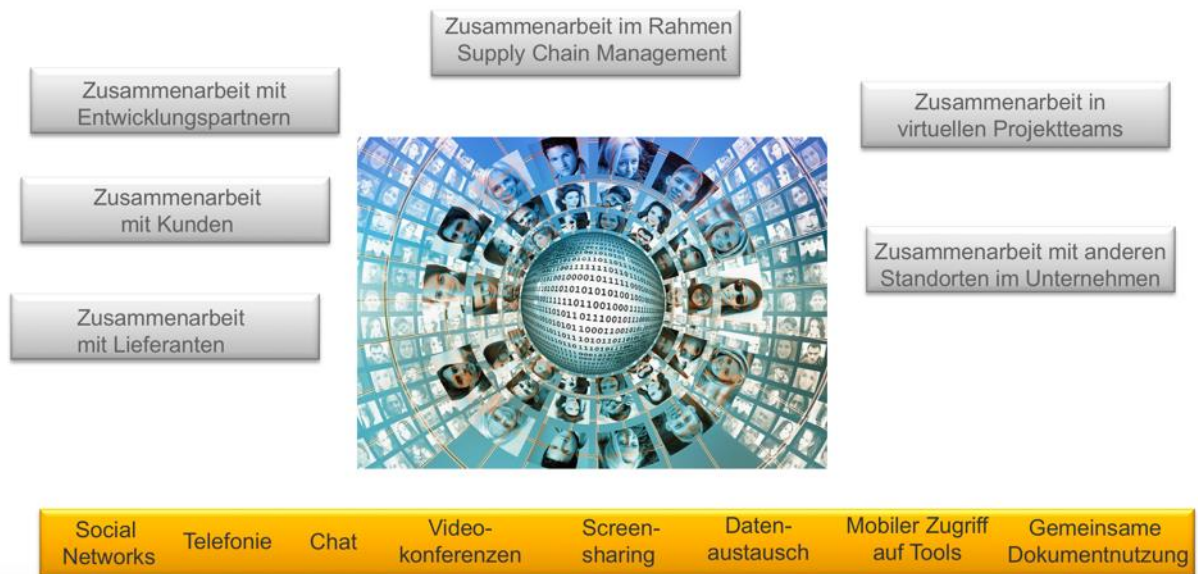 Zusammenarbeit im Rahmen
Supply Chain Management
Zusammenarbeit mit
Entwicklungspartnern
Zusammenarbeit in
virtuellen Projektteams
Zusammenarbeit
mit Kunden
Zusammenarbeit mit anderen
Standorten im Unternehmen
Zusammenarbeit
mit Lieferanten
Social
Networks
Telefonie
Chat
Video-
konferenzen
Screen-
sharing
Daten-
austausch
Mobiler Zugriff
auf Tools
Gemeinsame
Dokumentnutzung